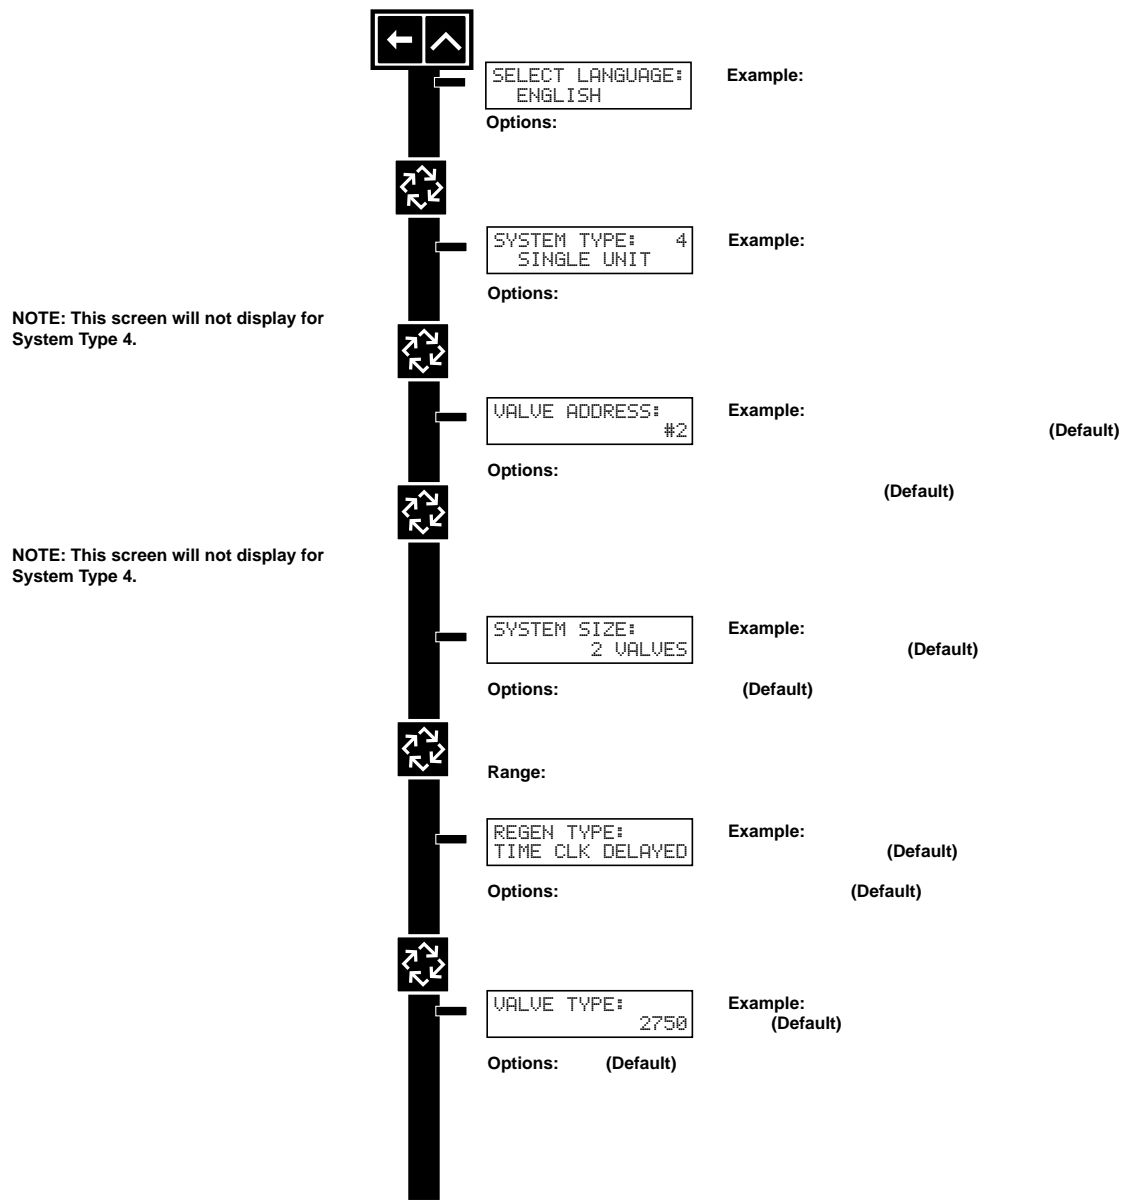 SELECT LANGUAGE:
ENGLISH
Example:
Options:
SYSTEM TYPE: 4
SINGLE UNIT
Example:
Options:
NOTE: This screen will not display for
System Type 4.
VALVE ADDRESS:
#2
Example:
(Default)
Options:
(Default)
NOTE: This screen will not display for
System Type 4.
SYSTEM SIZE:
2 VALVES
Example:
(Default)
Options: (Default)
Range:
REGEN TYPE:
TIME CLK DELAYED
Example:
(Default)
Options: (Default)
VALVE TYPE:
2750
Example:
(Default)
Options: (Default)